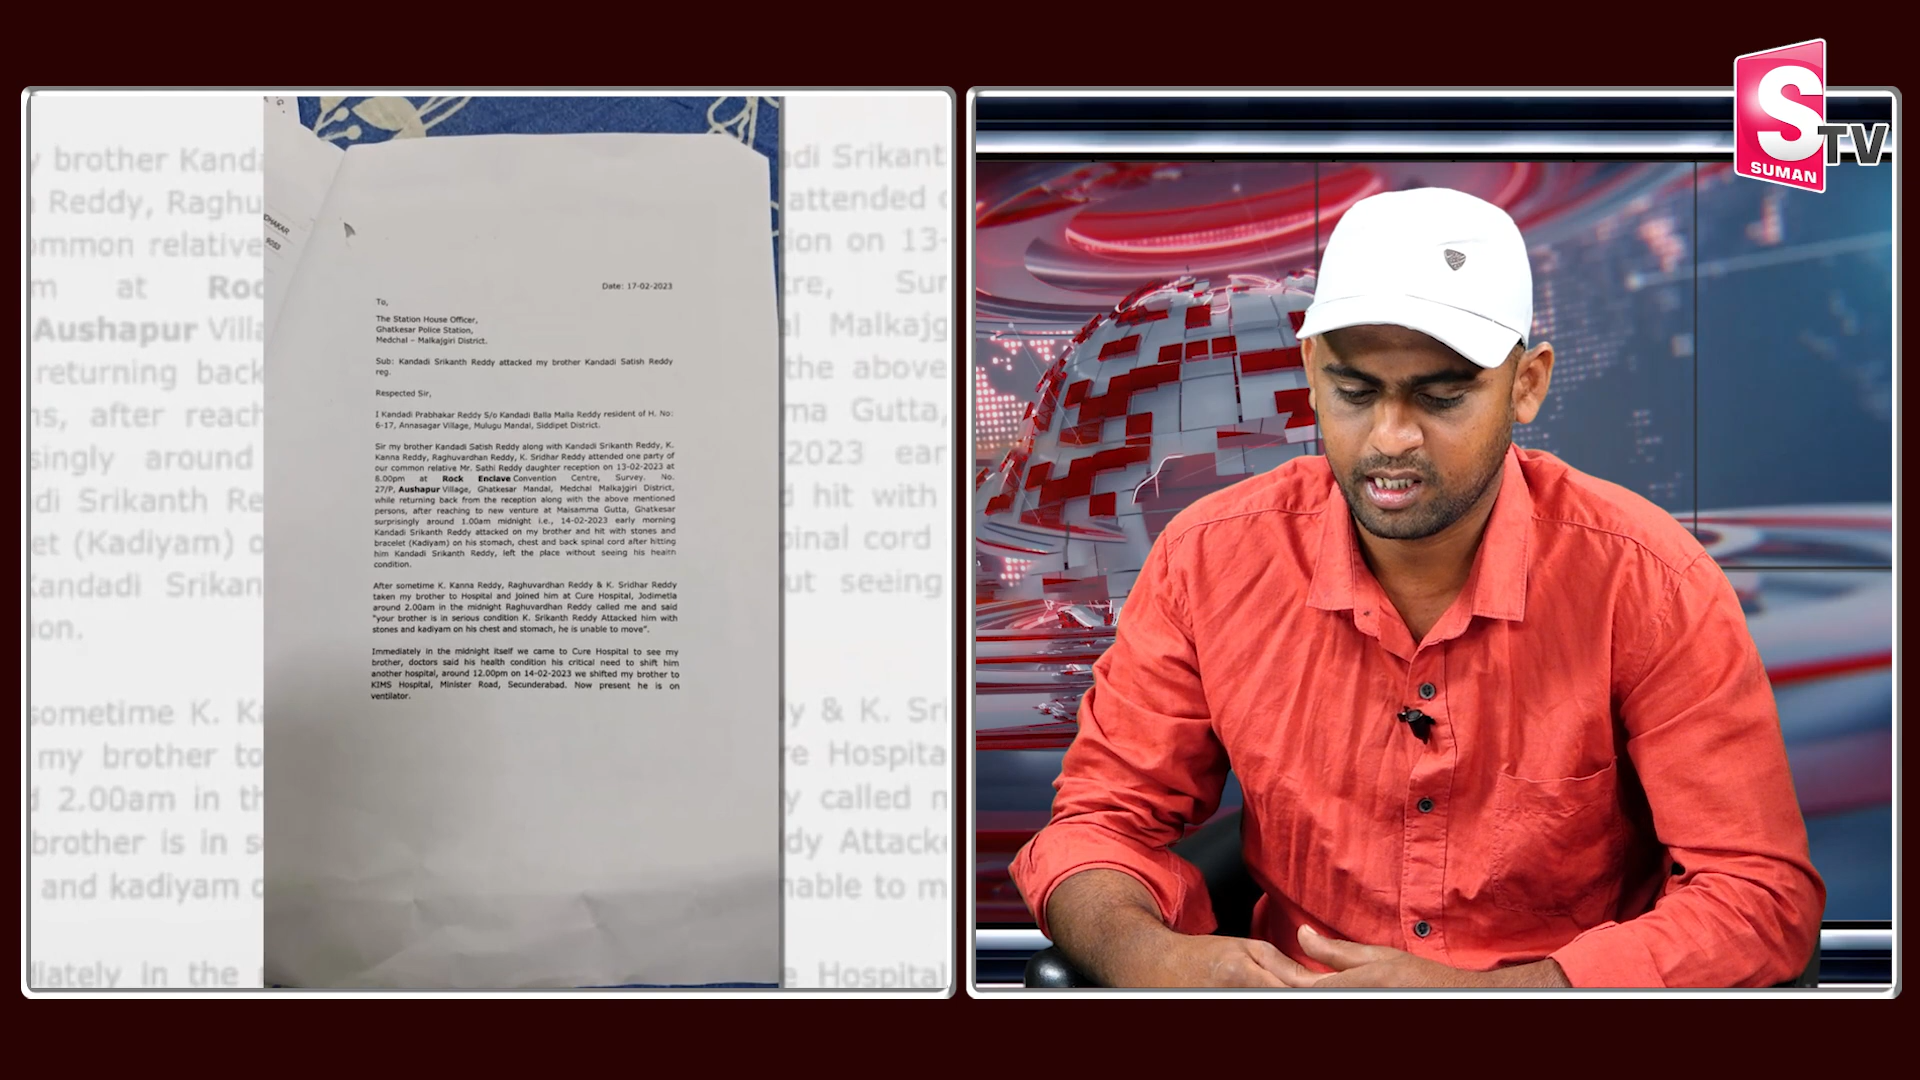 Date: 17-02-2023
To,
The Station House Officer,
Ghatkesar Police Station,
Medchal – Malkajgiri District.
Sub: Kandadi Srikanth Reddy attacked my brother Kandadi Satish Reddy
reg.
Respected Sir,
I Kandadi Prabhakar Reddy S/o Kandadi Balla Malla Reddy resident of H. No:
6-17, Annasagar Village, Mulugu Mandal, Siddipet District.
Sir my brother Kandadi Satish Reddy along with Kandadi Srikanth Reddy, K.
Kanna Reddy, Raghuvardhan Reddy, K. Sridhar Reddy attended one party of
our common relative Mr. Sathi Reddy daughter reception on 13-02-2023 at
8.00pm at Rock Enclave Convention Centre, Survey. No.
27/P, Aushapur Village, Ghatkesar Mandal, Medchal Malkajgiri District,
while returning back from the reception along with the above mentioned
persons, after reaching to new venture at Maisamma Gutta, Ghatkesar
surprisingly around 1.00am midnight i.e., 14-02-2023 early morning
Kandadi Srikanth Reddy attacked on my brother and hit with stones and
bracelet (Kadiyam) on his stomach, chest and back spinal cord after hitting
him Kandadi Srikanth Reddy, left the place without seeing his health
condition.
After sometime K. Kanna Reddy, Raghuvardhan Reddy & K. Sridhar Reddy
taken my brother to Hospital and joined him at Cure Hospital, Jodimetla
around 2.00am in the midnight Raghuvardhan Reddy called me and said
"your brother is in serious condition K. Srikanth Reddy Attacked him with
stones and kadiyam on his chest and stomach, he is unable to move".
Immediately in the midnight itself we came to Cure Hospital to see my
brother, doctors said his health condition his critical need to shift him
another hospital, around 12.00pm on 14-02-2023 we shifted my brother to
KIMS Hospital, Minister Road, Secunderabad. Now present he is on
ventilator.
S TV
SUMAN